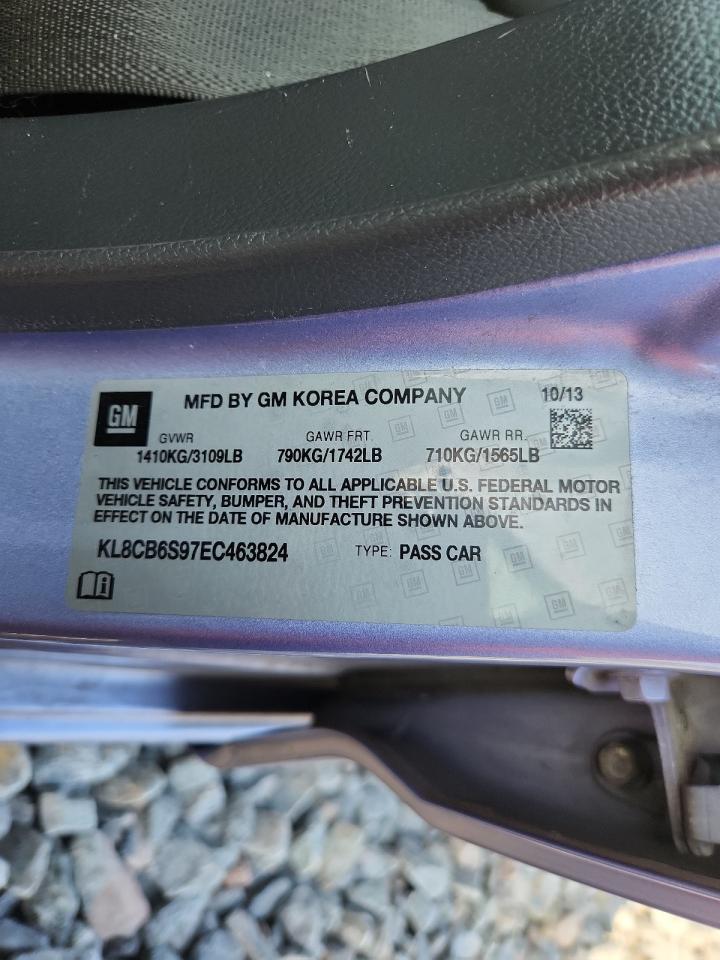 GM
MFD BY GM KOREA COMPANY
10/13
GVWR
GAWR FRT.
GAWR RR.
1410KG/3109LB
790KG/1742LB
710KG/1565LB
THIS VEHICLE CONFORMS TO ALL APPLICABLE U.S. FEDERAL MOTOR
VEHICLE SAFETY, BUMPER, AND THEFT PREVENTION STANDARDS IN
EFFECT ON THE DATE OF MANUFACTURE SHOWN ABOVE.
KL8CB6S97EC463824
TYPE: PASS CAR